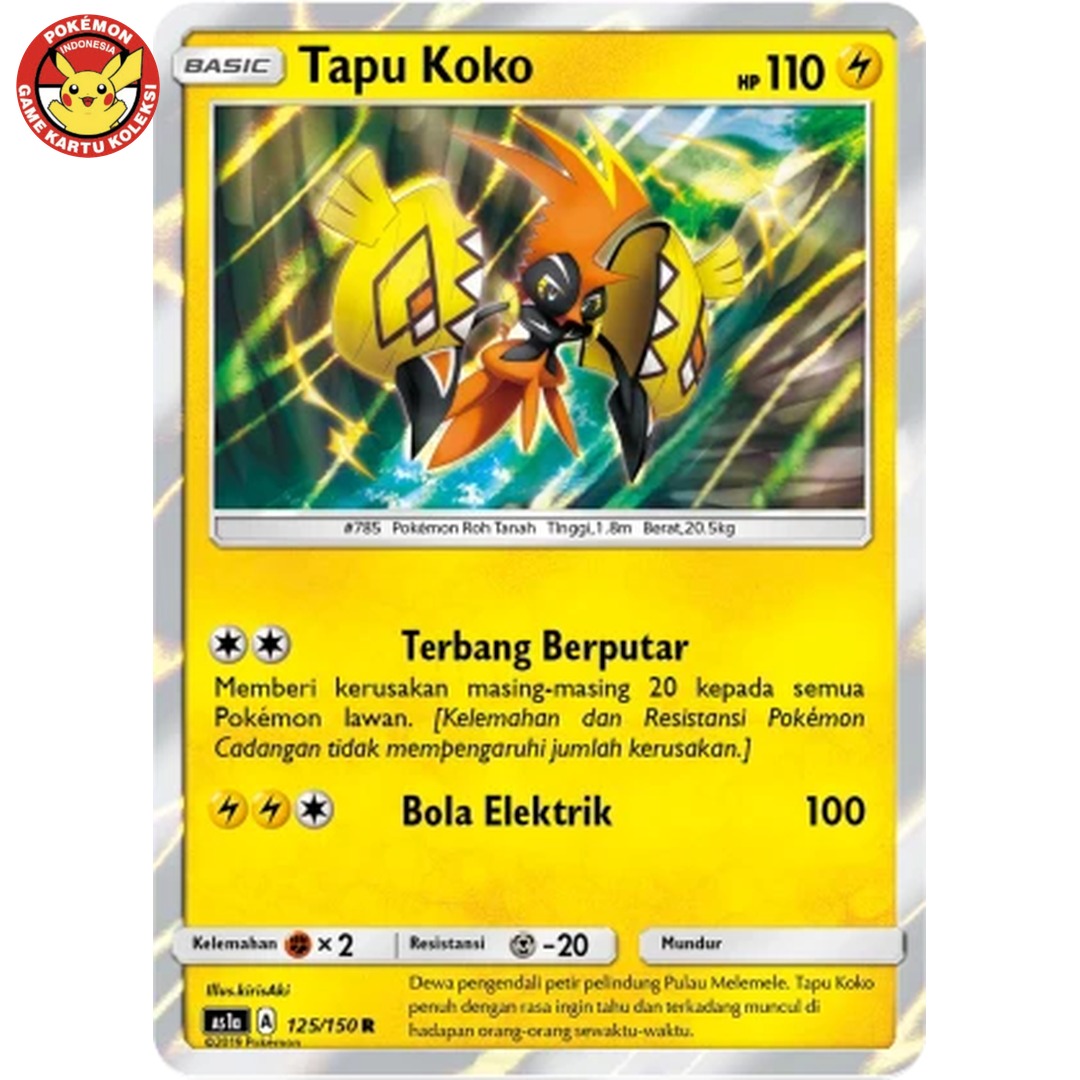 POKÉMON
INDONESIA
GAME KARTU KOLEKSI
BASIC
Tapu Koko
HP 110
#785 Pokémon Roh Tanah Tinggi,1.8m Berat,20.5kg
Terbang Berputar
Memberi kerusakan masing-masing 20 kepada semua
Pokémon lawan. [Kelemahan dan Resistansi Pokémon
Cadangan tidak mempengaruhi jumlah kerusakan.]
Bola Elektrik 100
Kelemahan ×2 Resistansi -20 Mundur
Illus.kirisAki
Dewa pengendali petir pelindung Pulau Melemele. Tapu Koko
penuh dengan rasa ingin tahu dan terkadang muncul di
hadapan orang-orang sewaktu-waktu.
AS1a A 125/150 R
©2019 Pokémon